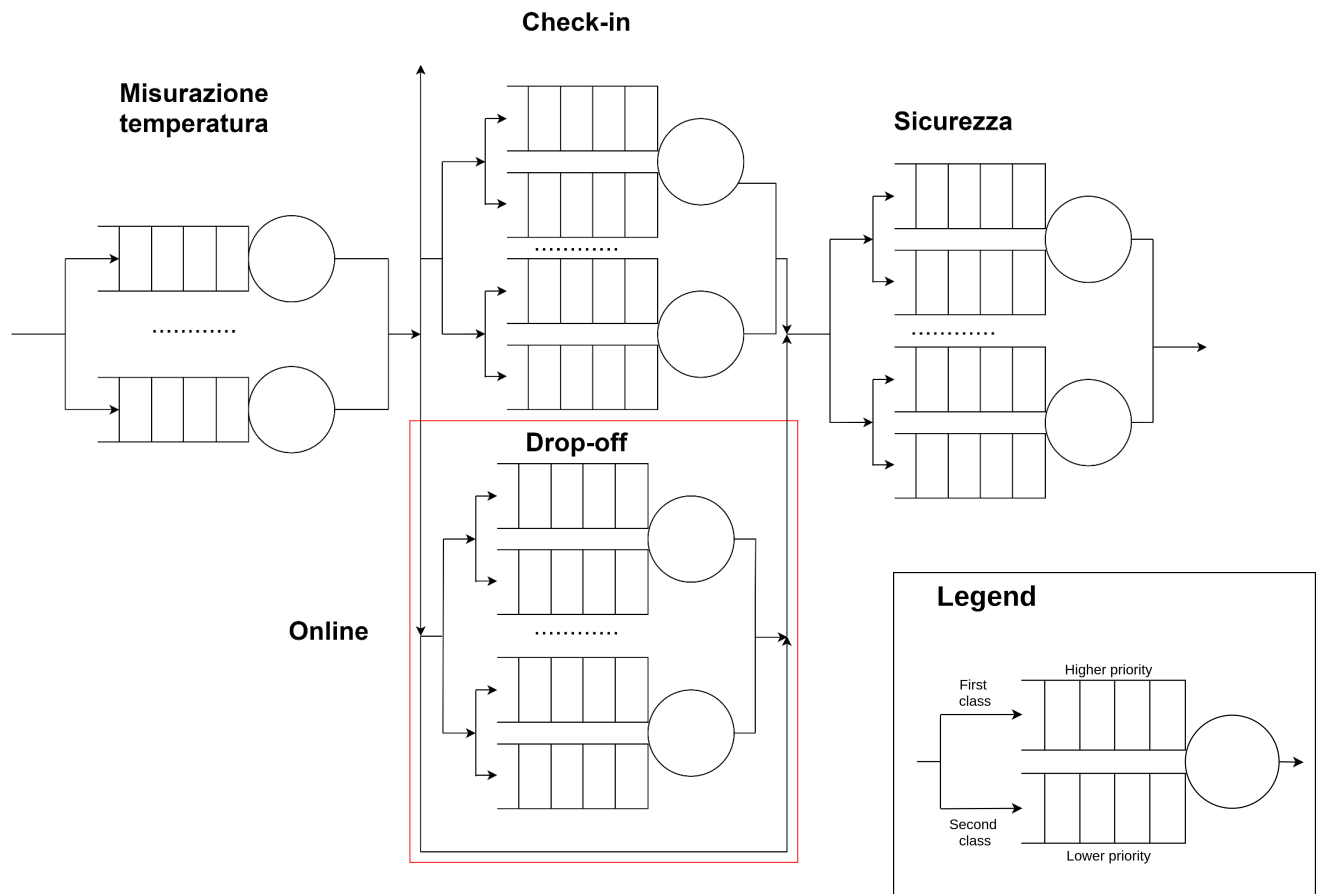 Check-in
Misurazione
temperatura
Sicurezza
Drop-off
Online
Legend
Higher priority
First
class
Second
class
Lower priority